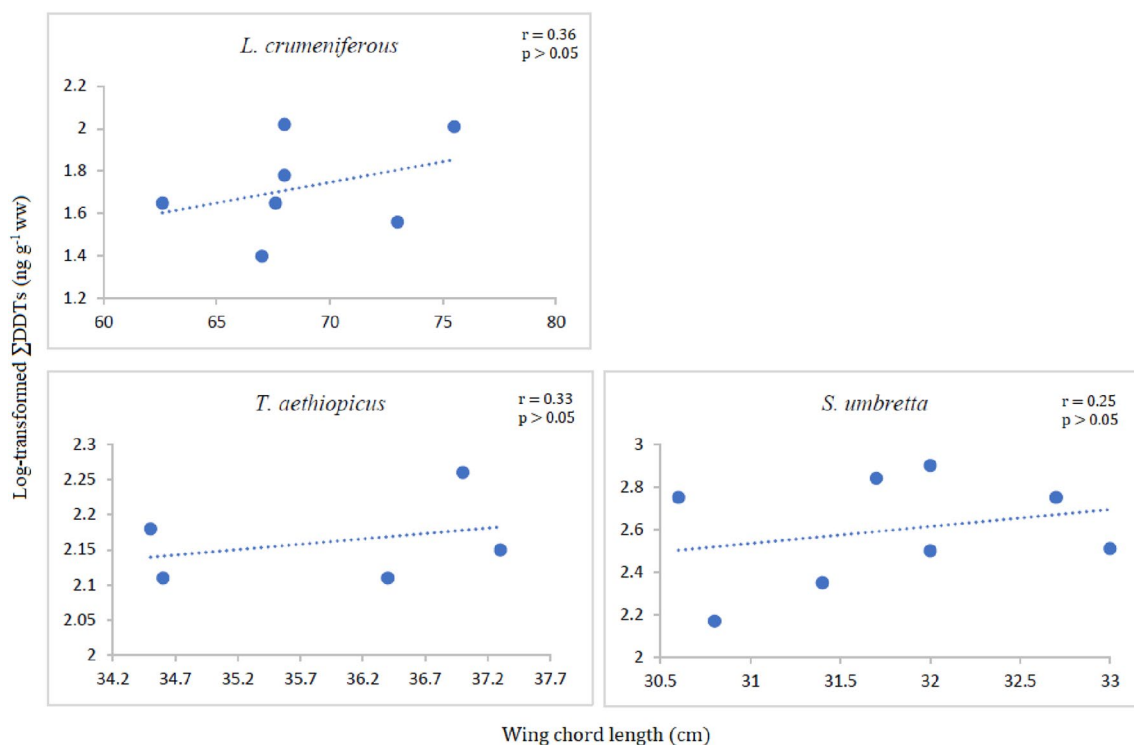 L. crumeniferous
r = 0.36
p > 0.05
2.2
2
1.8
1.6
1.4
1.2
60 65 70 75 80
Log-transformed ∑DDTs (ng g⁻¹ ww)
T. aethiopicus
r = 0.33
p > 0.05
2.3
2.25
2.2
2.15
2.1
2.05
2
34.2 34.7 35.2 35.7 36.2 36.7 37.2 37.7
S. umbretta
r = 0.25
p > 0.05
3
2.8
2.6
2.4
2.2
2
30.5 31 31.5 32 32.5 33
Wing chord length (cm)